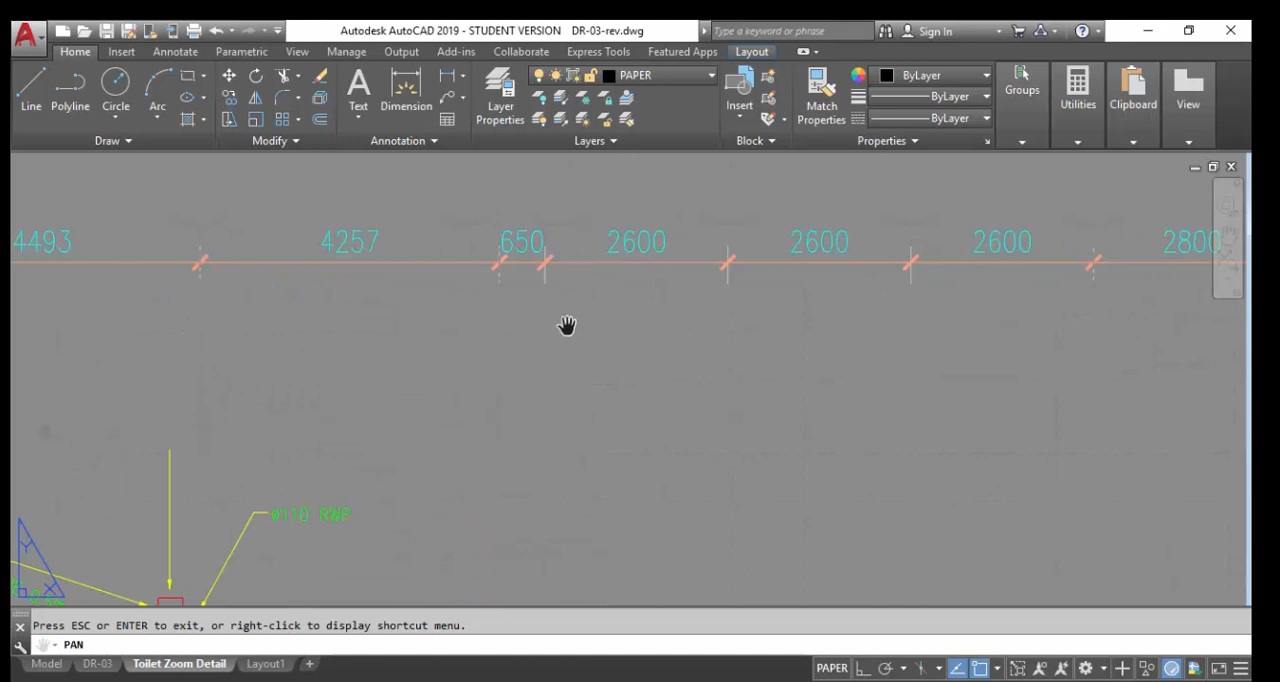 Autodesk AutoCAD 2019 - STUDENT VERSION DR-03-rev.dwg
Type a keyword or phrase
Sign In
Home Insert Annotate Parametric View Manage Output Add-ins Collaborate Express Tools Featured Apps Layout
PAPER
ByLayer
ByLayer
ByLayer
Line Polyline Circle Arc
Text Dimension
Layer Properties
Insert
Match Properties
Groups
Utilities
Clipboard
View
Draw Modify Annotation Layers Block Properties
4493 4257 650 2600 2600 2600 2800
Ø110 RWP
Y
X
Press ESC or ENTER to exit, or right-click to display shortcut menu.
PAN
Model DR-03 Toilet Zoom Detail Layout1 +
PAPER